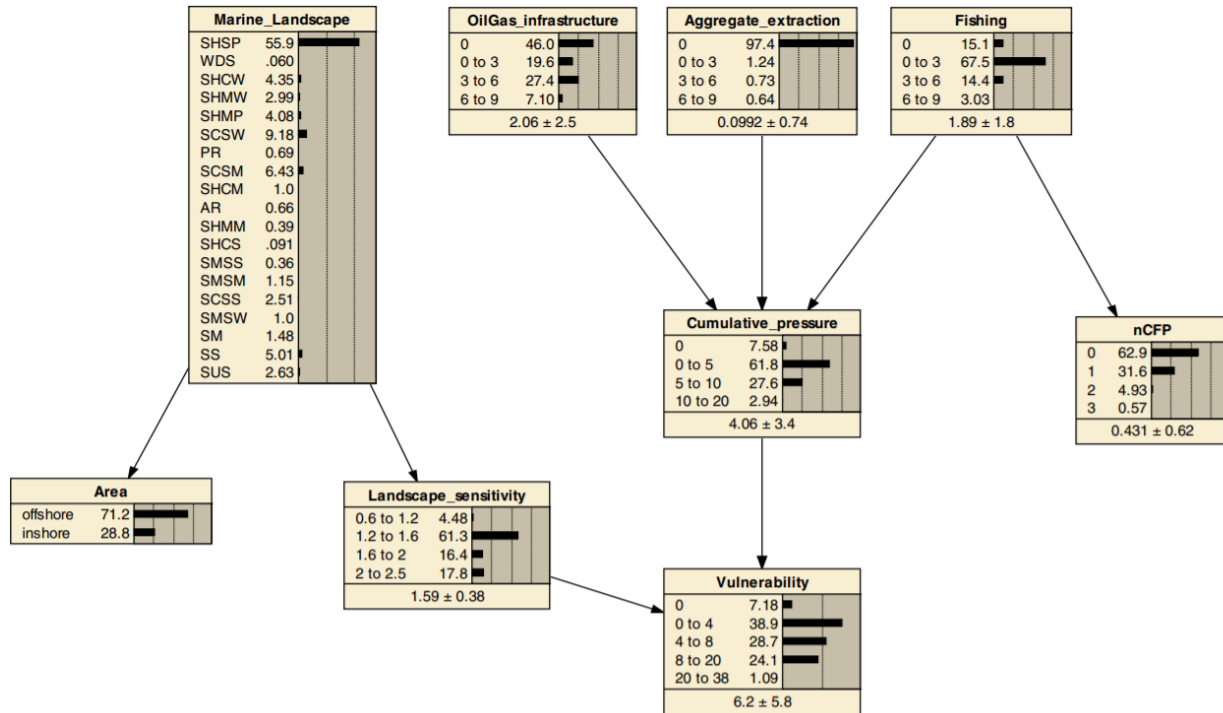 Marine_Landscape
SHSP 55.9
WDS .060
SHCW 4.35
SHMW 2.99
SHMP 4.08
SCSW 9.18
PR 0.69
SCSM 6.43
SHCM 1.0
AR 0.66
SHMM 0.39
SHCS .091
SMSS 0.36
SMSM 1.15
SCSS 2.51
SMSW 1.0
SM 1.48
SS 5.01
SUS 2.63
OilGas_infrastructure
0 46.0
0 to 3 19.6
3 to 6 27.4
6 to 9 7.10
2.06 ± 2.5
Aggregate_extraction
0 97.4
0 to 3 1.24
3 to 6 0.73
6 to 9 0.64
0.0992 ± 0.74
Fishing
0 15.1
0 to 3 67.5
3 to 6 14.4
6 to 9 3.03
1.89 ± 1.8
Cumulative_pressure
0 7.58
0 to 5 61.8
5 to 10 27.6
10 to 20 2.94
4.06 ± 3.4
nCFP
0 62.9
1 31.6
2 4.93
3 0.57
0.431 ± 0.62
Area
offshore 71.2
inshore 28.8
Landscape_sensitivity
0.6 to 1.2 4.48
1.2 to 1.6 61.3
1.6 to 2 16.4
2 to 2.5 17.8
1.59 ± 0.38
Vulnerability
0 7.18
0 to 4 38.9
4 to 8 28.7
8 to 20 24.1
20 to 38 1.09
6.2 ± 5.8